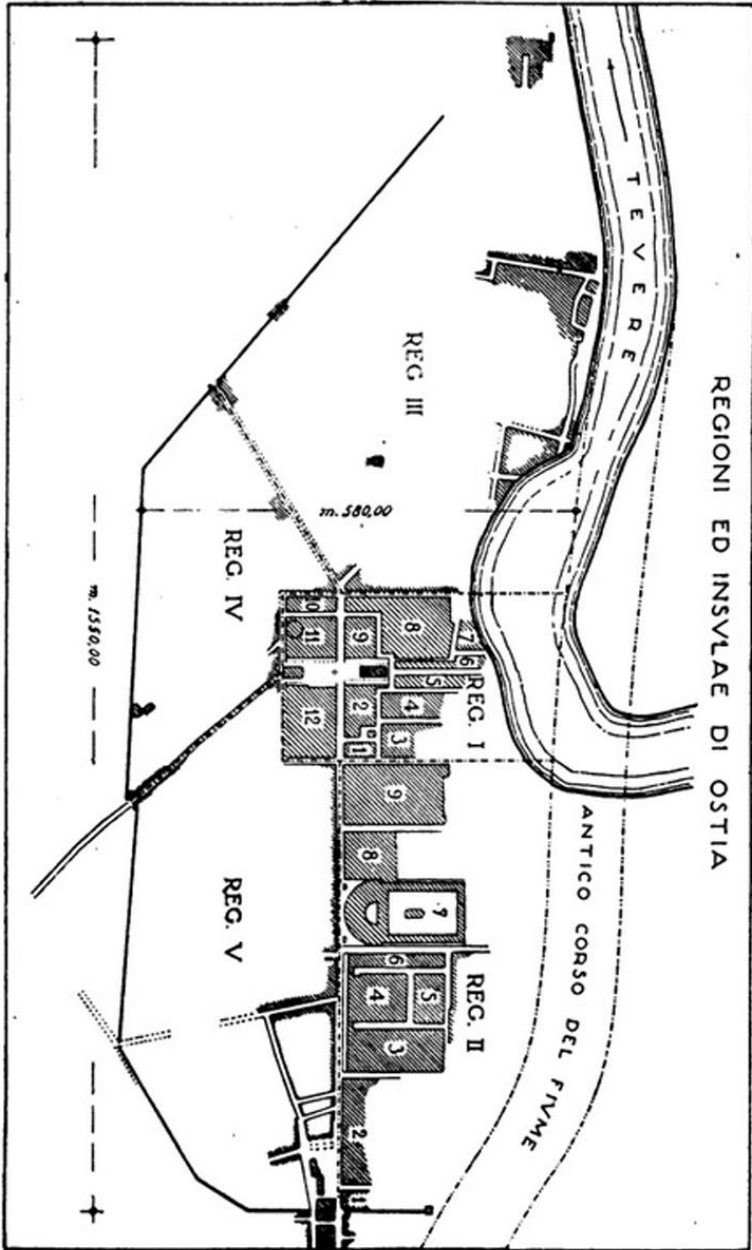 REGIONI ED INSVLAE DI OSTIA
TEVERE
ANTICO CORSO DEL FIVME
REG III
m. 580,00
REG. IV
m. 1550,00
REG. I
10
11
12
9
8
7
6
5
4
3
2
1
REG. V
REG. II
9
8
7
6
5
4
3
2
1